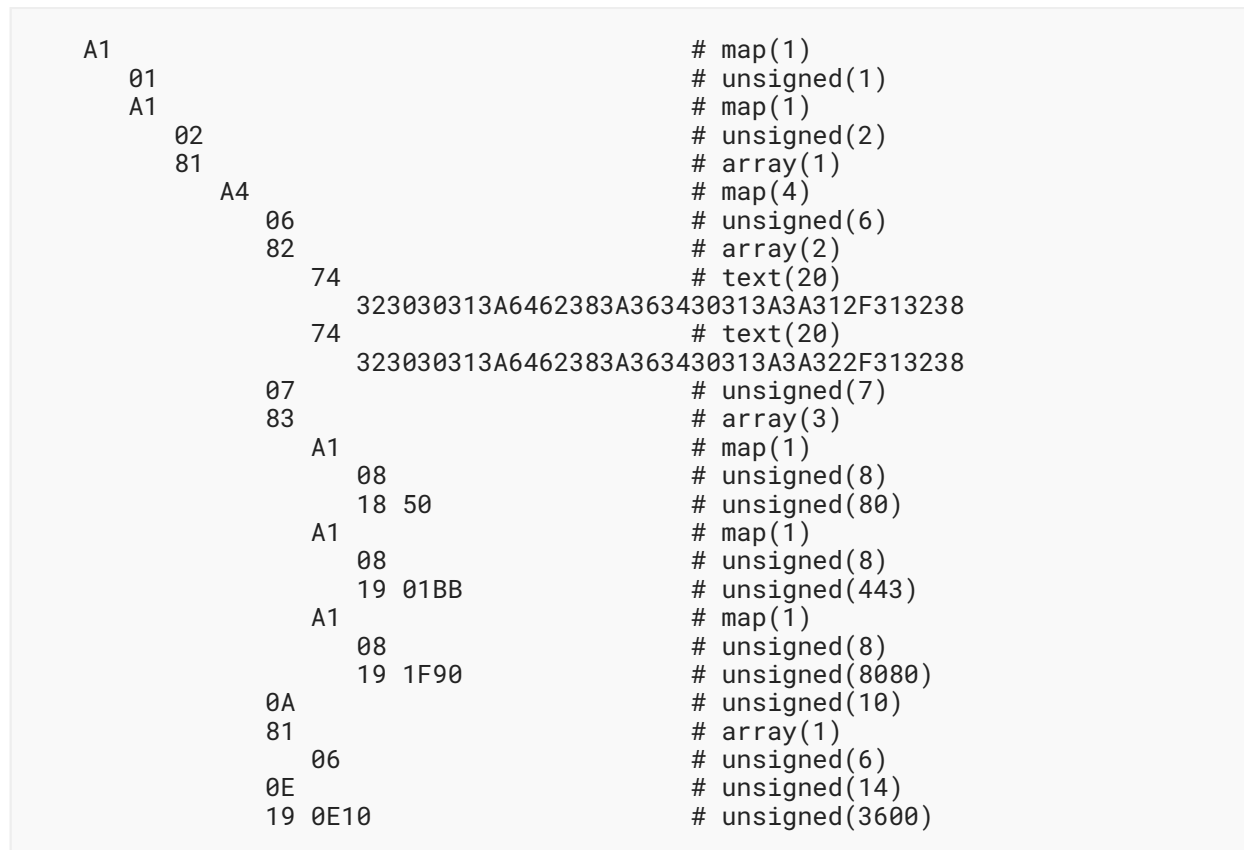 A1 # map(1)
01 # unsigned(1)
A1 # map(1)
02 # unsigned(2)
81 # array(1)
A4 # map(4)
06 # unsigned(6)
82 # array(2)
74 # text(20)
323030313A6462383A363430313A3A312F313238
74 # text(20)
323030313A6462383A363430313A3A322F313238
07 # unsigned(7)
83 # array(3)
A1 # map(1)
08 # unsigned(8)
18 50 # unsigned(80)
A1 # map(1)
08 # unsigned(8)
19 01BB # unsigned(443)
A1 # map(1)
08 # unsigned(8)
19 1F90 # unsigned(8080)
0A # unsigned(10)
81 # array(1)
06 # unsigned(6)
0E # unsigned(14)
19 0E10 # unsigned(3600)